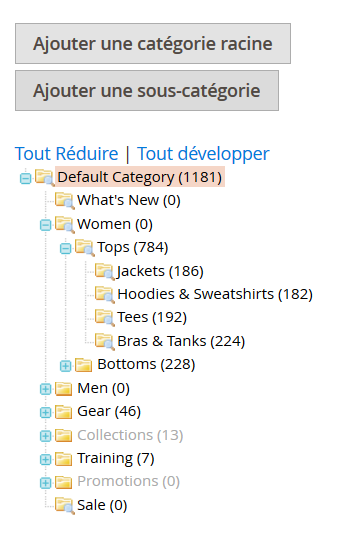 Ajouter une catégorie racine
Ajouter une sous-catégorie
Tout Réduire | Tout développer
Default Category (1181)
What's New (0)
Women (0)
Tops (784)
Jackets (186)
Hoodies & Sweatshirts (182)
Tees (192)
Bras & Tanks (224)
Bottoms (228)
Men (0)
Gear (46)
Collections (13)
Training (7)
Promotions (0)
Sale (0)